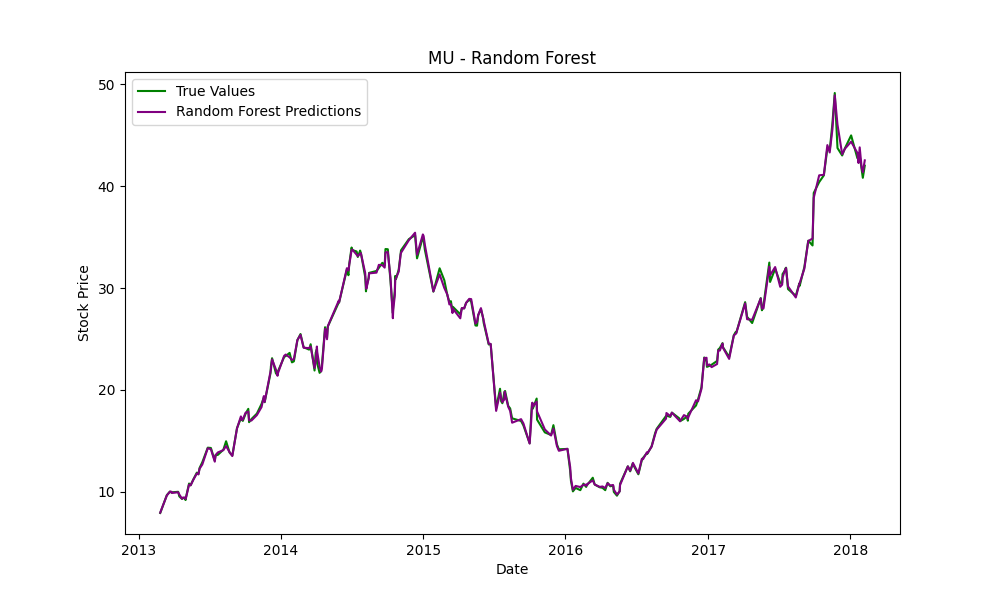 MU - Random Forest
True Values
Random Forest Predictions
Stock Price
50
40
30
20
10
2013 2014 2015 2016 2017 2018
Date